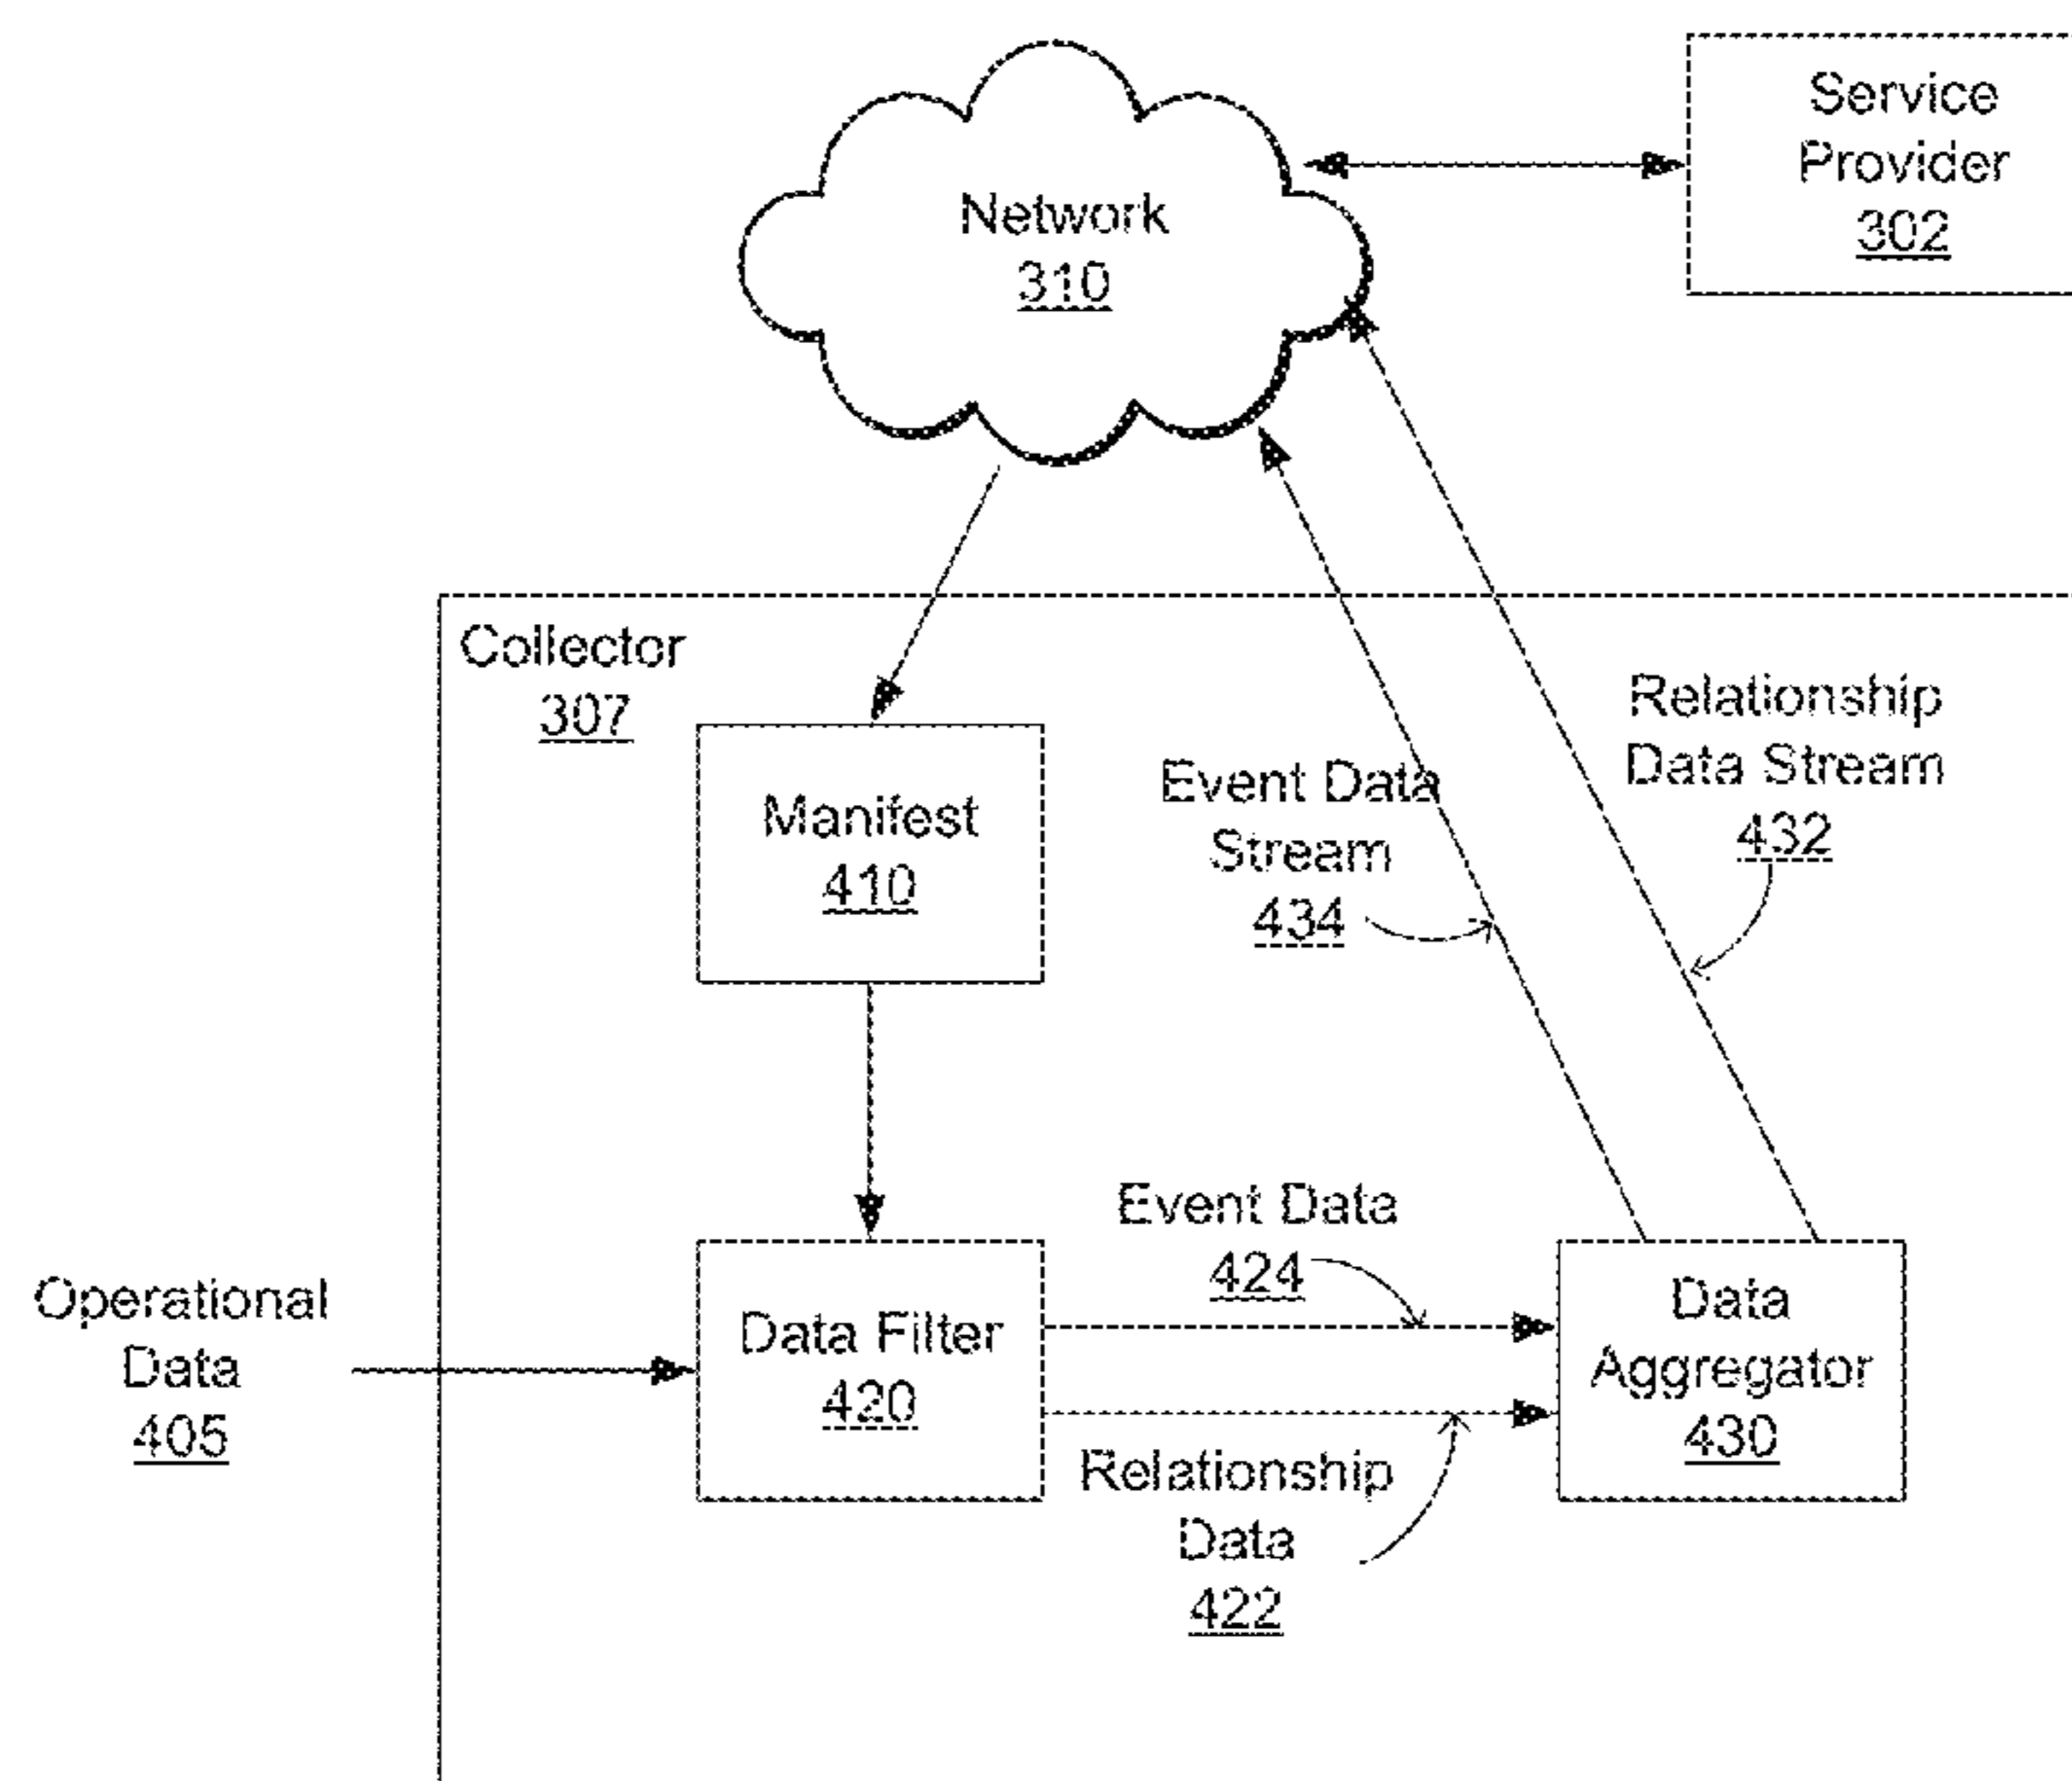 Service
Provider
302
Network
310
Collector
307
Manifest
410
Event Data
Stream
434
Relationship
Data Stream
432
Operational
Data
405
Data Filter
420
Event Data
424
Relationship
Data
422
Data
Aggregator
430